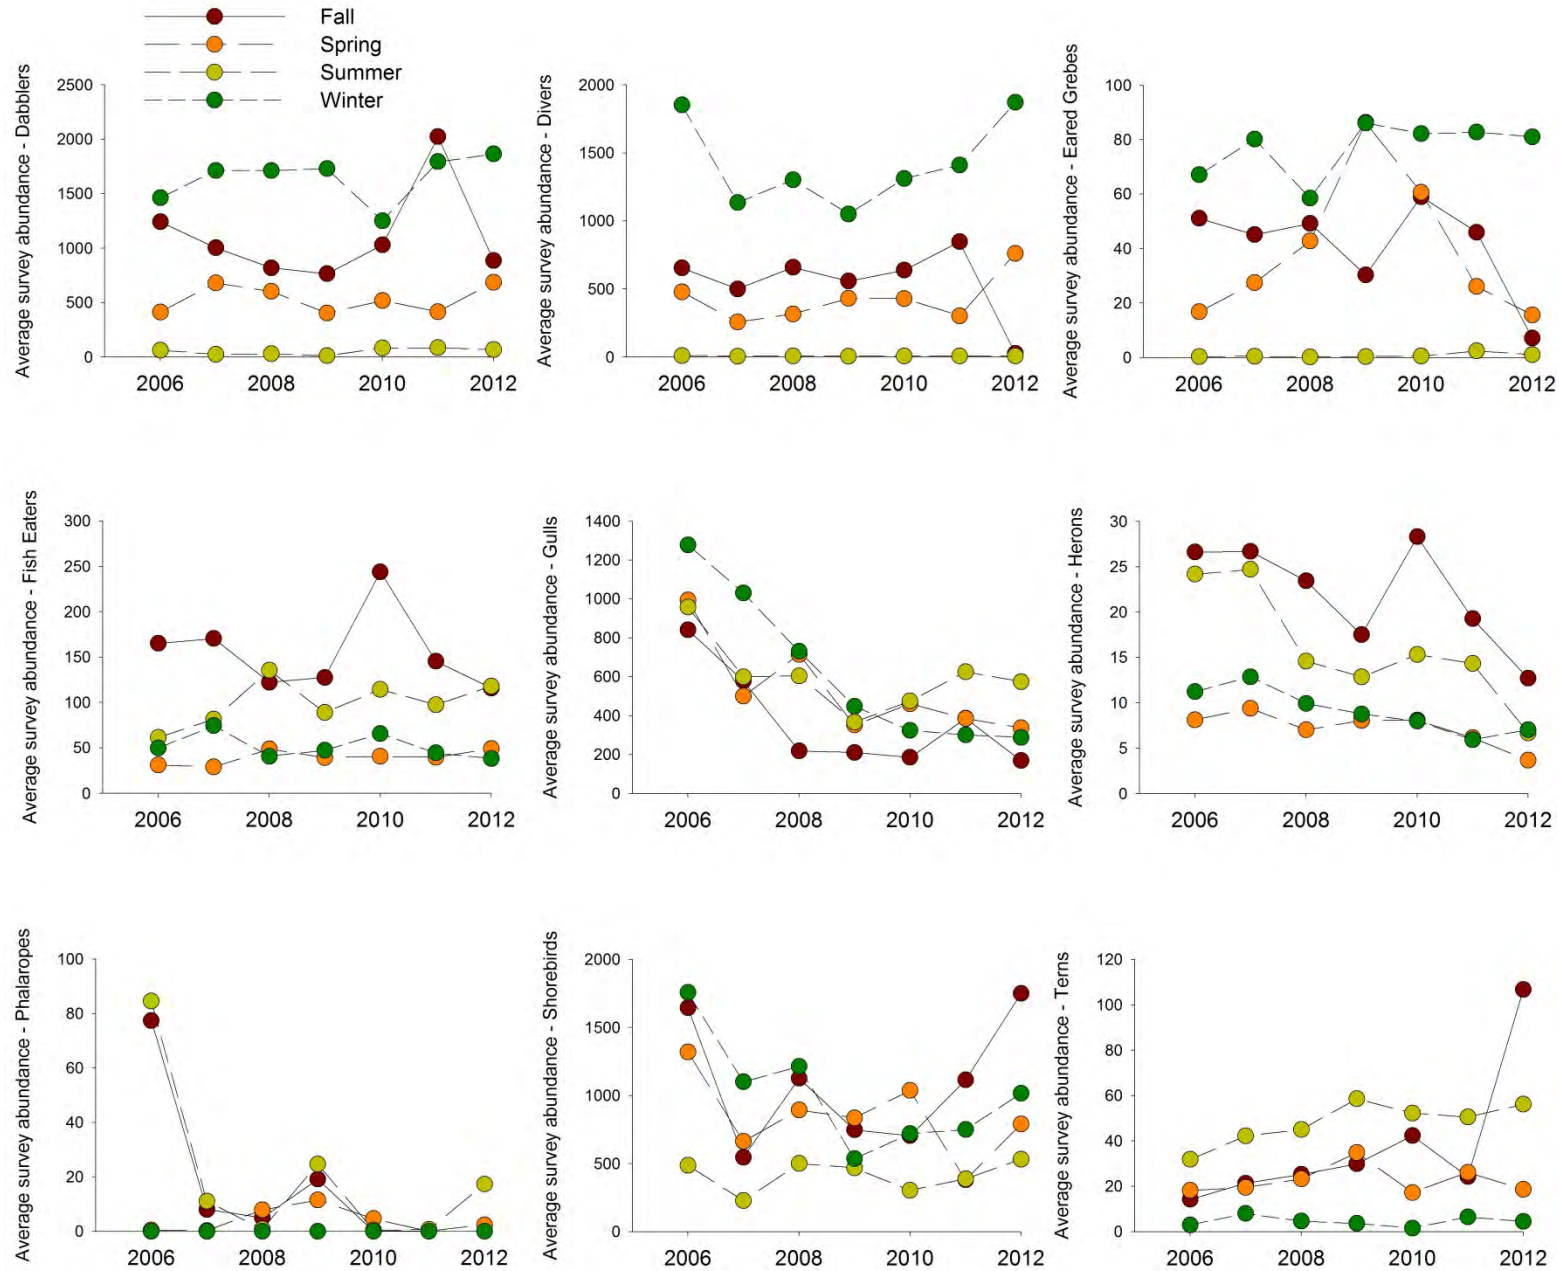 Fall
Spring
Summer
Winter
Average survey abundance - Dabblers
2500
2000
1500
1000
500
0
2006 2008 2010 2012
Average survey abundance - Divers
2000
1500
1000
500
0
2006 2008 2010 2012
Average survey abundance - Eared Grebes
100
80
60
40
20
0
2006 2008 2010 2012
Average survey abundance - Fish Eaters
300
250
200
150
100
50
0
2006 2008 2010 2012
Average survey abundance - Gulls
1400
1200
1000
800
600
400
200
0
2006 2008 2010 2012
Average survey abundance - Herons
30
25
20
15
10
5
0
2006 2008 2010 2012
Average survey abundance - Phalaropes
100
80
60
40
20
0
2006 2008 2010 2012
Average survey abundance - Shorebirds
2000
1500
1000
500
0
2006 2008 2010 2012
Average survey abundance - Terns
120
100
80
60
40
20
0
2006 2008 2010 2012